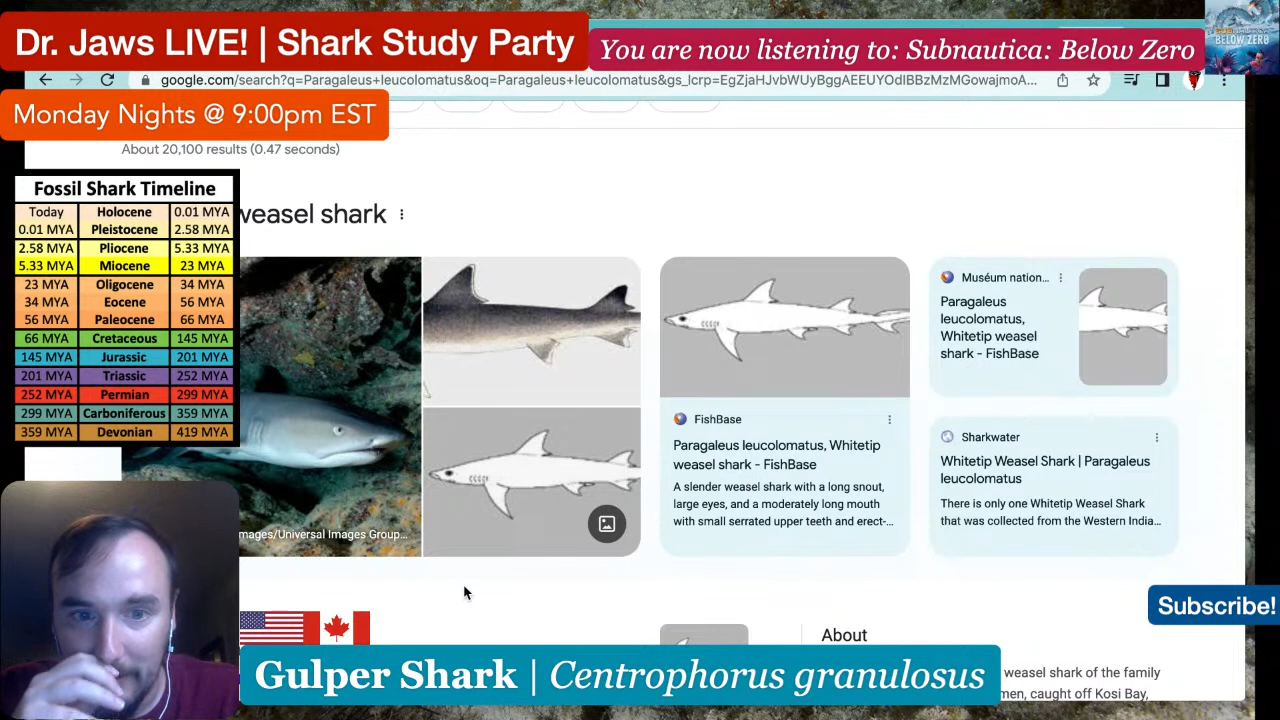 Dr. Jaws LIVE! | Shark Study Party
You are now listening to: Subnautica: Below Zero
BELOW ZERO
google.com/search?q=Paragaleus+leucolomatus&oq=Paragaleus+leucolomatus&gs_lcrp=EgZjaHJvbWUyBggAEEUYOdIBBzMzMGowajmoA...
Monday Nights @ 9:00pm EST
About 20,100 results (0.47 seconds)
Fossil Shark Timeline
Today Holocene 0.01 MYA
0.01 MYA Pleistocene 2.58 MYA
2.58 MYA Pliocene 5.33 MYA
5.33 MYA Miocene 23 MYA
23 MYA Oligocene 34 MYA
34 MYA Eocene 56 MYA
56 MYA Paleocene 66 MYA
66 MYA Cretaceous 145 MYA
145 MYA Jurassic 201 MYA
201 MYA Triassic 252 MYA
252 MYA Permian 299 MYA
299 MYA Carboniferous 359 MYA
359 MYA Devonian 419 MYA
weasel shark
mages/Universal Images Group...
FishBase
Paragaleus leucolomatus, Whitetip
weasel shark - FishBase
A slender weasel shark with a long snout,
large eyes, and a moderately long mouth
with small serrated upper teeth and erect-...
Muséum nation...
Paragaleus
leucolomatus,
Whitetip weasel
shark - FishBase
Sharkwater
Whitetip Weasel Shark | Paragaleus
leucolomatus
There is only one Whitetip Weasel Shark
that was collected from the Western India...
Subscribe!
About
weasel shark of the family
men, caught off Kosi Bay,
Gulper Shark | Centrophorus granulosus